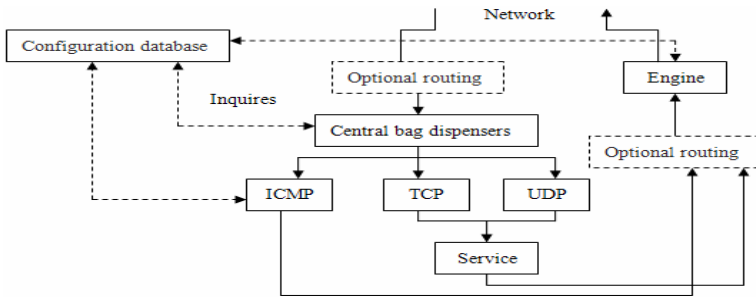 Network
Configuration database
Optional routing
Engine
Inquires
Central bag dispensers
Optional routing
ICMP
TCP
UDP
Service